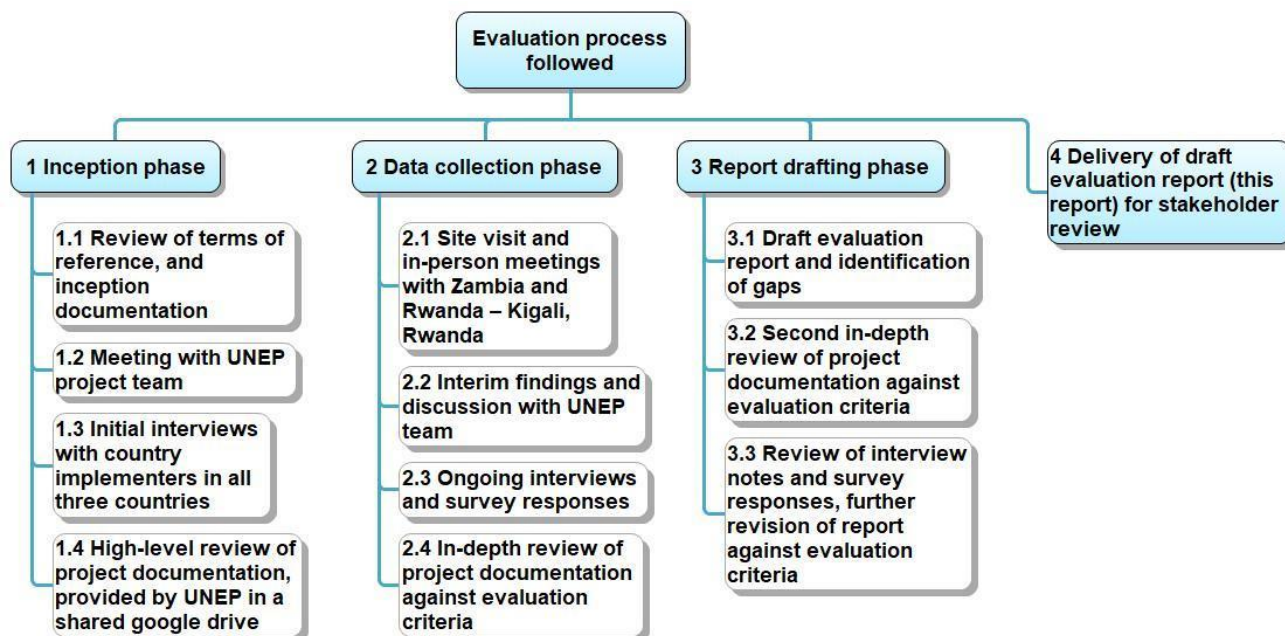 Evaluation process
followed
1 Inception phase
1.1 Review of terms of
reference, and
inception
documentation
1.2 Meeting with UNEP
project team
1.3 Initial interviews
with country
implementers in all
three countries
1.4 High-level review of
project documentation,
provided by UNEP in a
shared google drive
2 Data collection phase
2.1 Site visit and
in-person meetings
with Zambia and
Rwanda – Kigali,
Rwanda
2.2 Interim findings and
discussion with UNEP
team
2.3 Ongoing interviews
and survey responses
2.4 In-depth review of
project documentation
against evaluation
criteria
3 Report drafting phase
3.1 Draft evaluation
report and identification
of gaps
3.2 Second in-depth
review of project
documentation against
evaluation criteria
3.3 Review of interview
notes and survey
responses, further
revision of report
against evaluation
criteria
4 Delivery of draft
evaluation report (this
report) for stakeholder
review